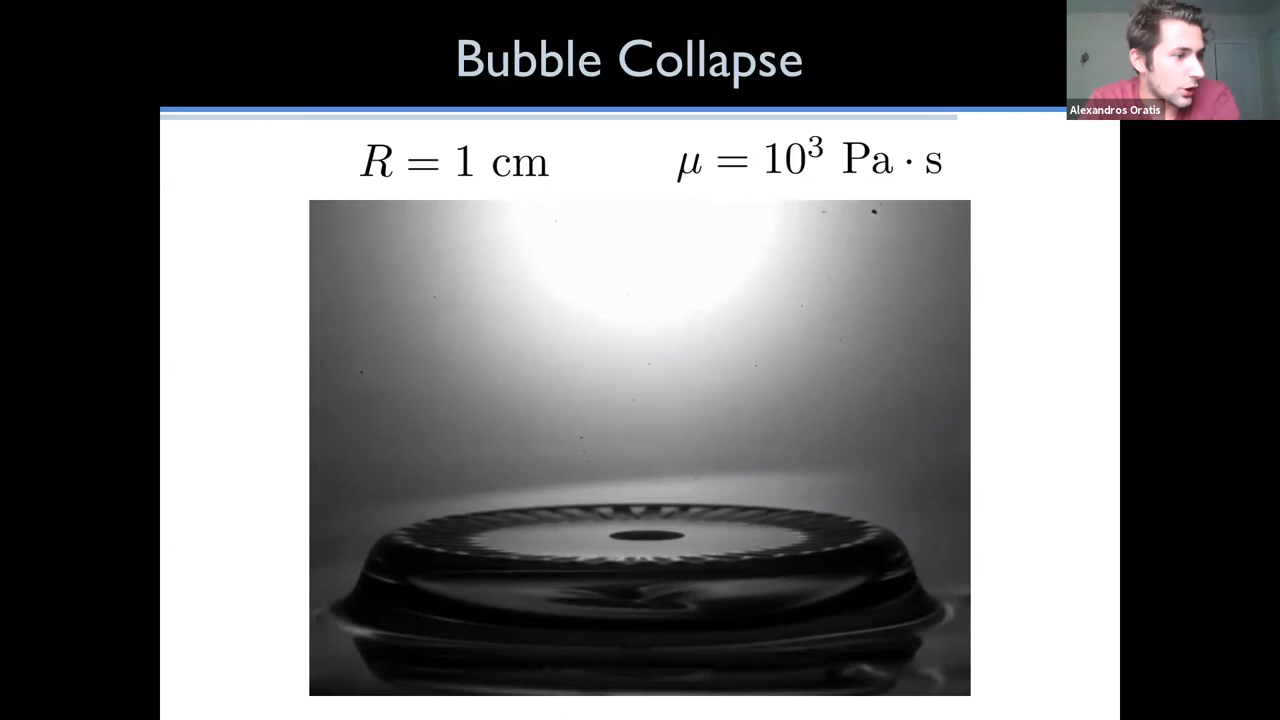 Bubble Collapse
Alexandros Oratis
R = 1 cm
μ = 10³ Pa · s